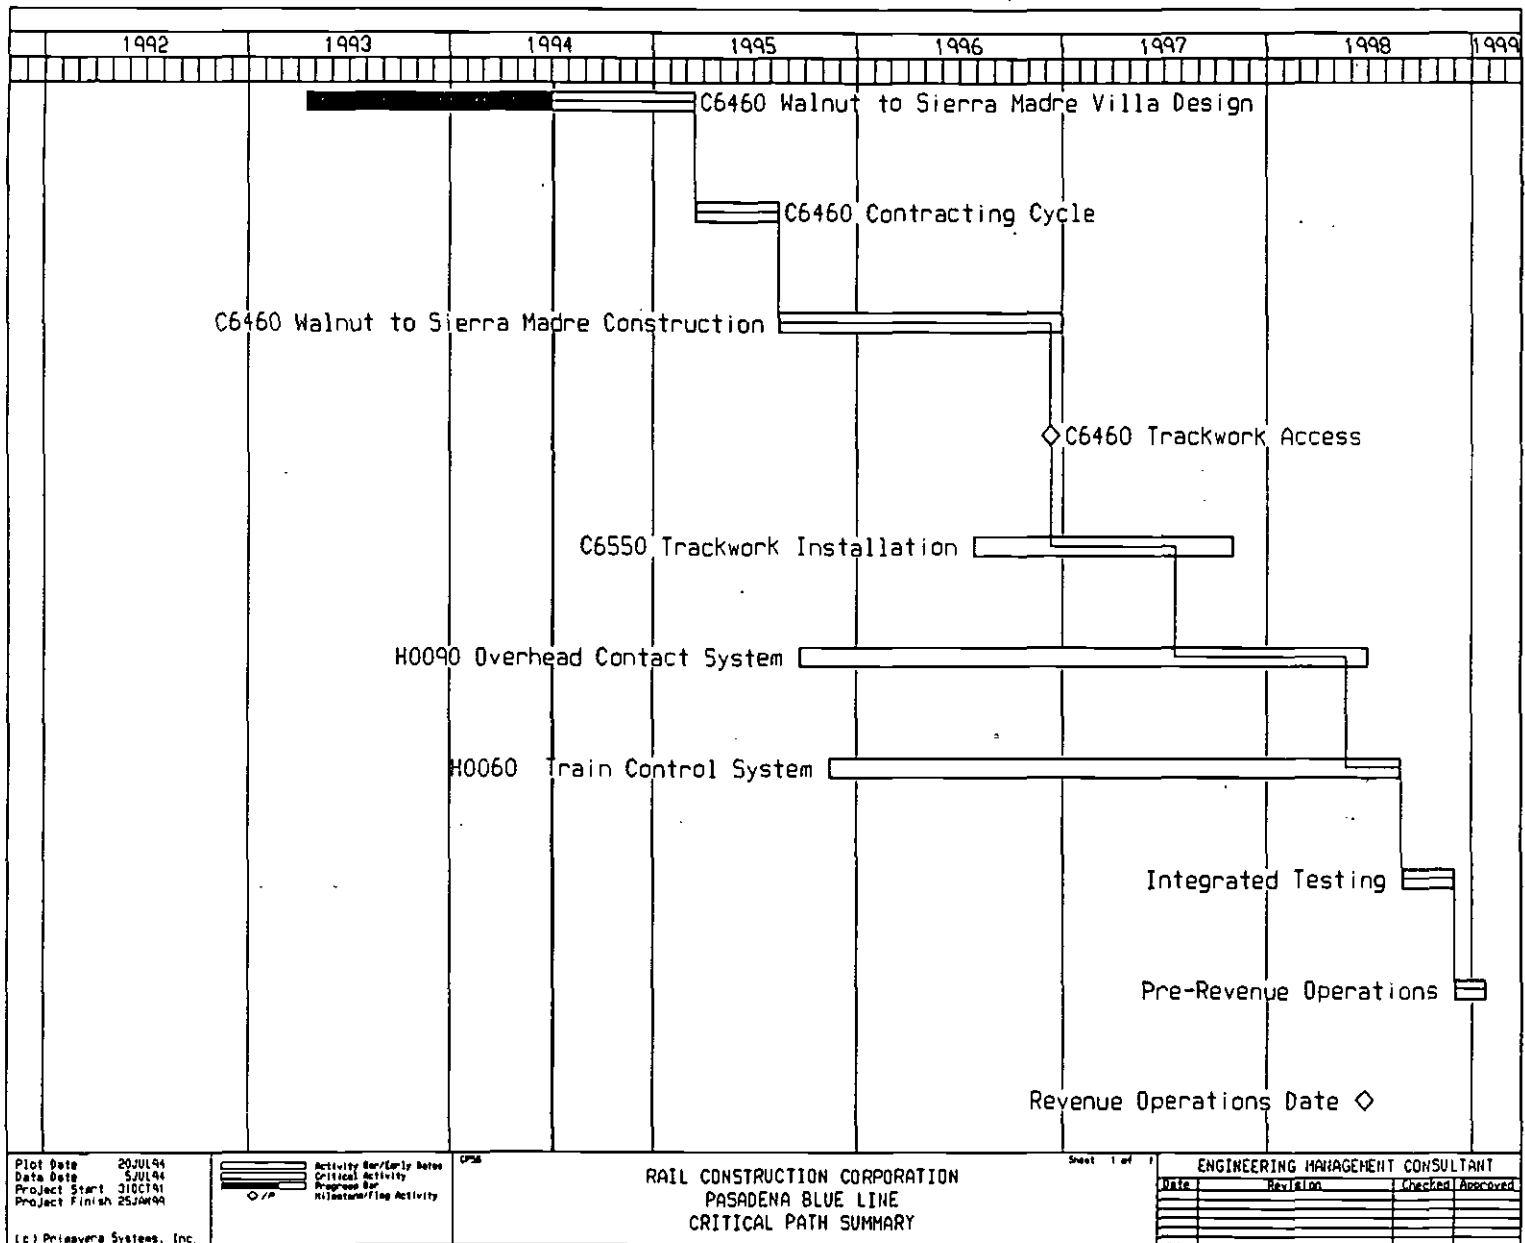 1992 1993 1994 1995 1996 1997 1998 1999
C6460 Walnut to Sierra Madre Villa Design
C6460 Contracting Cycle
C6460 Walnut to Sierra Madre Construction
C6460 Trackwork Access
C6550 Trackwork Installation
H0090 Overhead Contact System
H0060 Train Control System
Integrated Testing
Pre-Revenue Operations
Revenue Operations Date
Plot Date 20JUL94
Data Date 5JUL94
Project Start 31OCT91
Project Finish 25JAN99
(c) Primavera Systems, Inc.
Activity Bar/Early Dates
Critical Activity
Progress Bar
Milestone/Flag Activity
RAIL CONSTRUCTION CORPORATION
PASADENA BLUE LINE
CRITICAL PATH SUMMARY
Sheet 1 of 1
ENGINEERING MANAGEMENT CONSULTANT
Date Revision Checked Approved